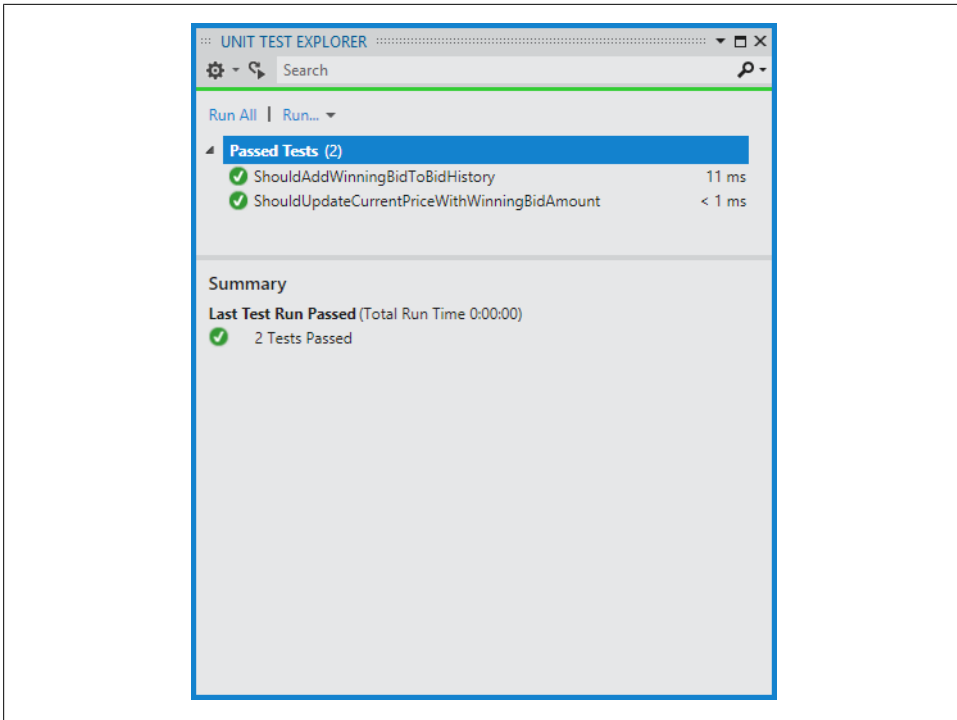 UNIT TEST EXPLORER
Search
Run All | Run...
Passed Tests (2)
ShouldAddWinningBidToBidHistory 11 ms
ShouldUpdateCurrentPriceWithWinningBidAmount < 1 ms
Summary
Last Test Run Passed (Total Run Time 0:00:00)
2 Tests Passed